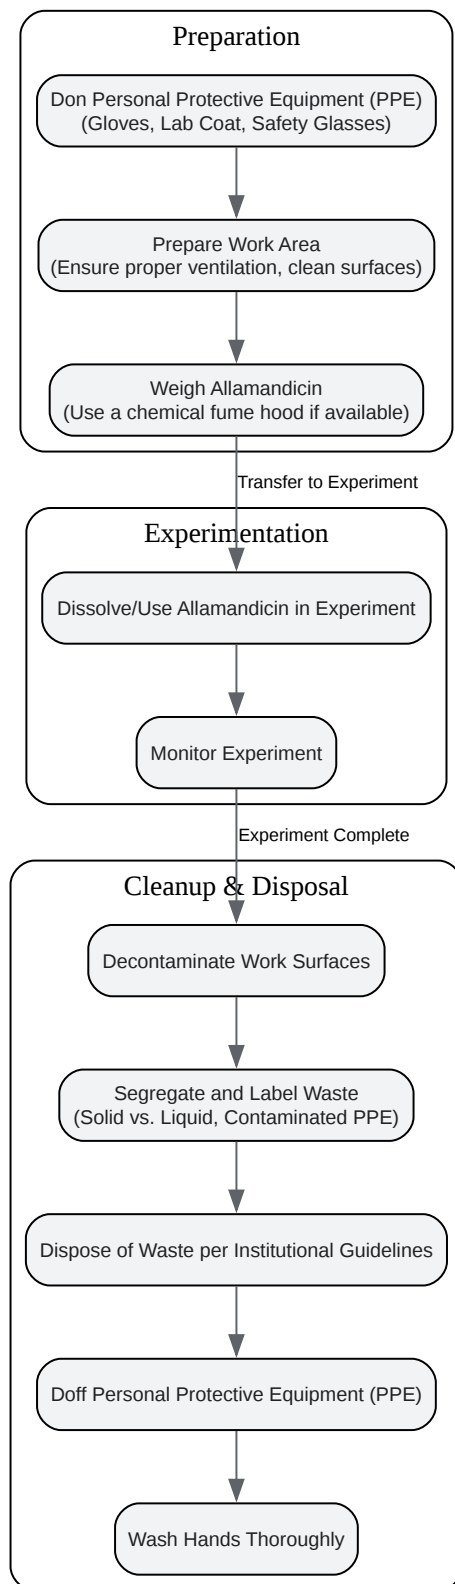 Preparation
Don Personal Protective Equipment (PPE)
(Gloves, Lab Coat, Safety Glasses)
Prepare Work Area
(Ensure proper ventilation, clean surfaces)
Weigh Allamandicin
(Use a chemical fume hood if available)
Transfer to Experiment
Experimentation
Dissolve/Use Allamandicin in Experiment
Monitor Experiment
Experiment Complete
Cleanup & Disposal
Decontaminate Work Surfaces
Segregate and Label Waste
(Solid vs. Liquid, Contaminated PPE)
Dispose of Waste per Institutional Guidelines
Doff Personal Protective Equipment (PPE)
Wash Hands Thoroughly